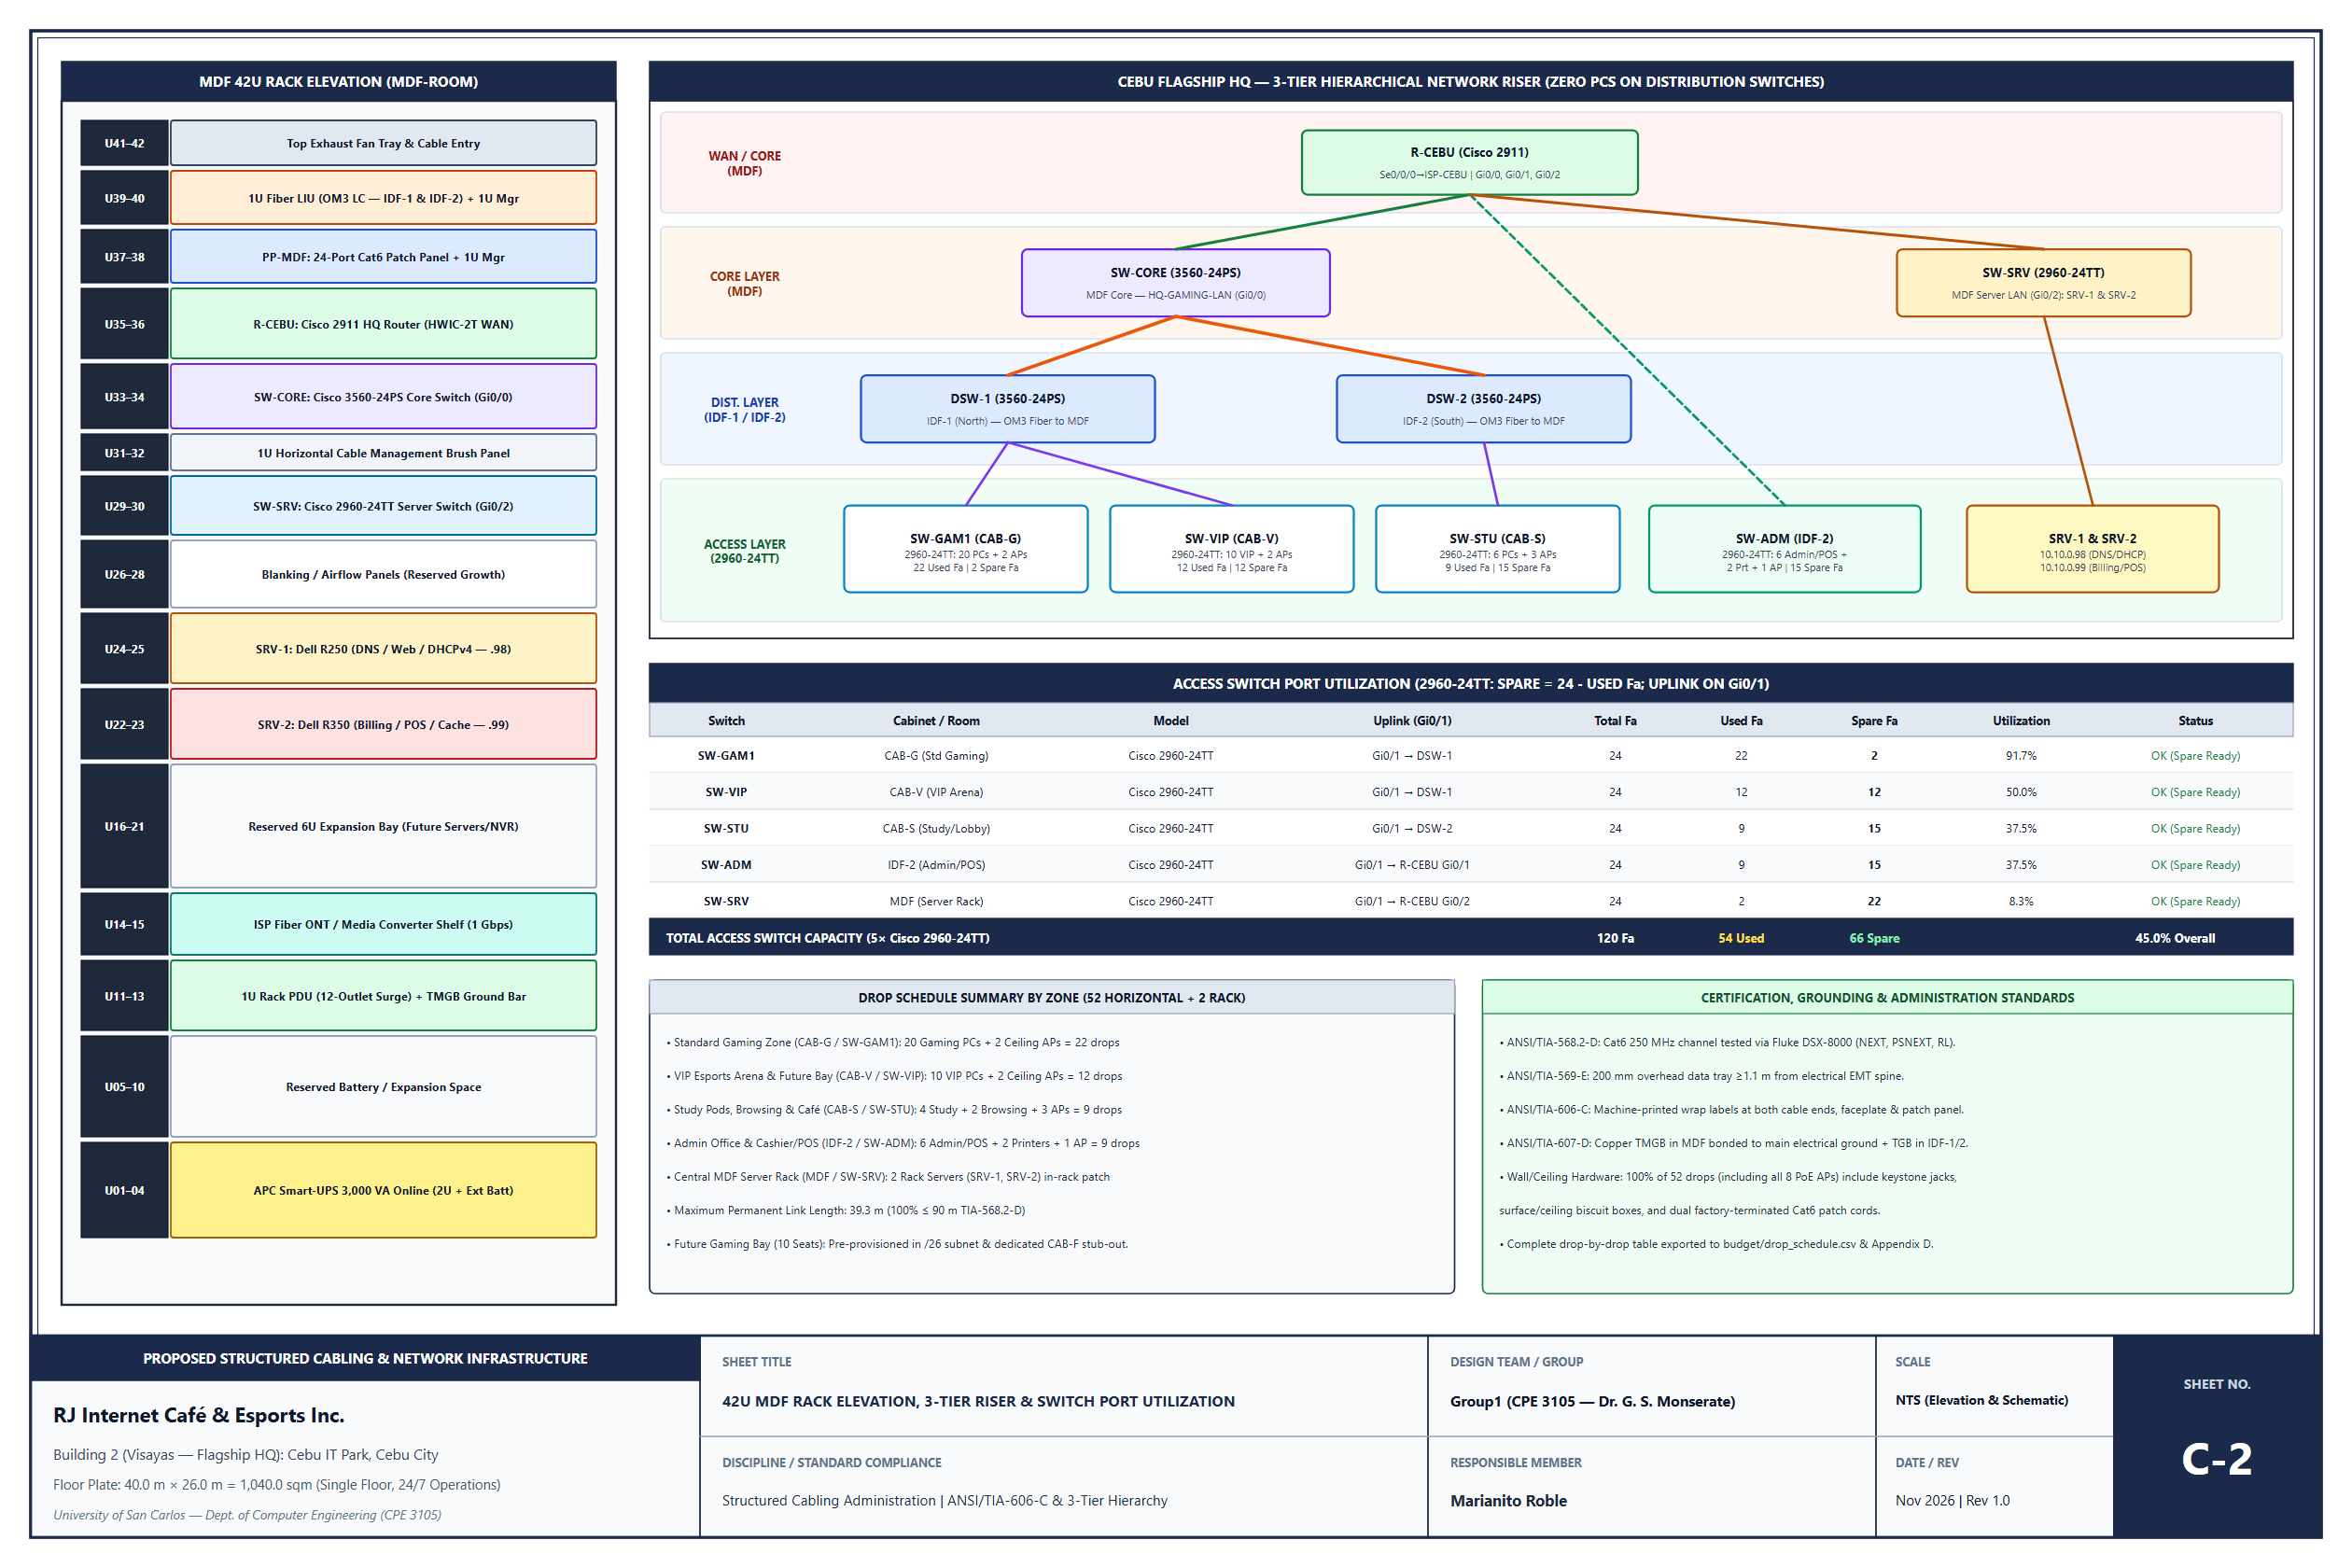 MDF 42U RACK ELEVATION (MDF-ROOM)
U41–42
Top Exhaust Fan Tray & Cable Entry
U39–40
1U Fiber LIU (OM3 LC — IDF-1 & IDF-2) + 1U Mgr
U37–38
PP-MDF: 24-Port Cat6 Patch Panel + 1U Mgr
U35–36
R-CEBU: Cisco 2911 HQ Router (HWIC-2T WAN)
U33–34
SW-CORE: Cisco 3560-24PS Core Switch (Gi0/0)
U31–32
1U Horizontal Cable Management Brush Panel
U29–30
SW-SRV: Cisco 2960-24TT Server Switch (Gi0/2)
U26–28
Blanking / Airflow Panels (Reserved Growth)
U24–25
SRV-1: Dell R250 (DNS / Web / DHCPv4 — .98)
U22–23
SRV-2: Dell R350 (Billing / POS / Cache — .99)
U16–21
Reserved 6U Expansion Bay (Future Servers/NVR)
U14–15
ISP Fiber ONT / Media Converter Shelf (1 Gbps)
U11–13
1U Rack PDU (12-Outlet Surge) + TMGB Ground Bar
U05–10
Reserved Battery / Expansion Space
U01–04
APC Smart-UPS 3,000 VA Online (2U + Ext Batt)
CEBU FLAGSHIP HQ — 3-TIER HIERARCHICAL NETWORK RISER (ZERO PCS ON DISTRIBUTION SWITCHES)
WAN / CORE
(MDF)
R-CEBU (Cisco 2911)
Se0/0/0→ISP-CEBU | Gi0/0, Gi0/1, Gi0/2
CORE LAYER
(MDF)
SW-CORE (3560-24PS)
MDF Core — HQ-GAMING-LAN (Gi0/0)
SW-SRV (2960-24TT)
MDF Server LAN (Gi0/2): SRV-1 & SRV-2
DIST. LAYER
(IDF-1 / IDF-2)
DSW-1 (3560-24PS)
IDF-1 (North) — OM3 Fiber to MDF
DSW-2 (3560-24PS)
IDF-2 (South) — OM3 Fiber to MDF
ACCESS LAYER
(2960-24TT)
SW-GAM1 (CAB-G)
2960-24TT: 20 PCs + 2 APs
22 Used Fa | 2 Spare Fa
SW-VIP (CAB-V)
2960-24TT: 10 VIP + 2 APs
12 Used Fa | 12 Spare Fa
SW-STU (CAB-S)
2960-24TT: 6 PCs + 3 APs
9 Used Fa | 15 Spare Fa
SW-ADM (IDF-2)
2960-24TT: 6 Admin/POS +
2 Prt + 1 AP | 15 Spare Fa
SRV-1 & SRV-2
10.10.0.98 (DNS/DHCP)
10.10.0.99 (Billing/POS)
ACCESS SWITCH PORT UTILIZATION (2960-24TT: SPARE = 24 - USED Fa; UPLINK ON Gi0/1)
Switch Cabinet / Room Model Uplink (Gi0/1) Total Fa Used Fa Spare Fa Utilization Status
SW-GAM1 CAB-G (Std Gaming) Cisco 2960-24TT Gi0/1 → DSW-1 24 22 2 91.7% OK (Spare Ready)
SW-VIP CAB-V (VIP Arena) Cisco 2960-24TT Gi0/1 → DSW-1 24 12 12 50.0% OK (Spare Ready)
SW-STU CAB-S (Study/Lobby) Cisco 2960-24TT Gi0/1 → DSW-2 24 9 15 37.5% OK (Spare Ready)
SW-ADM IDF-2 (Admin/POS) Cisco 2960-24TT Gi0/1 → R-CEBU Gi0/1 24 9 15 37.5% OK (Spare Ready)
SW-SRV MDF (Server Rack) Cisco 2960-24TT Gi0/1 → R-CEBU Gi0/2 24 2 22 8.3% OK (Spare Ready)
TOTAL ACCESS SWITCH CAPACITY (5× Cisco 2960-24TT) 120 Fa 54 Used 66 Spare 45.0% Overall
DROP SCHEDULE SUMMARY BY ZONE (52 HORIZONTAL + 2 RACK)
• Standard Gaming Zone (CAB-G / SW-GAM1): 20 Gaming PCs + 2 Ceiling APs = 22 drops
• VIP Esports Arena & Future Bay (CAB-V / SW-VIP): 10 VIP PCs + 2 Ceiling APs = 12 drops
• Study Pods, Browsing & Café (CAB-S / SW-STU): 4 Study + 2 Browsing + 3 APs = 9 drops
• Admin Office & Cashier/POS (IDF-2 / SW-ADM): 6 Admin/POS + 2 Printers + 1 AP = 9 drops
• Central MDF Server Rack (MDF / SW-SRV): 2 Rack Servers (SRV-1, SRV-2) in-rack patch
• Maximum Permanent Link Length: 39.3 m (100% ≤ 90 m TIA-568.2-D)
• Future Gaming Bay (10 Seats): Pre-provisioned in /26 subnet & dedicated CAB-F stub-out.
CERTIFICATION, GROUNDING & ADMINISTRATION STANDARDS
• ANSI/TIA-568.2-D: Cat6 250 MHz channel tested via Fluke DSX-8000 (NEXT, PSNEXT, RL).
• ANSI/TIA-569-E: 200 mm overhead data tray ≥1.1 m from electrical EMT spine.
• ANSI/TIA-606-C: Machine-printed wrap labels at both cable ends, faceplate & patch panel.
• ANSI/TIA-607-D: Copper TMGB in MDF bonded to main electrical ground + TGB in IDF-1/2.
• Wall/Ceiling Hardware: 100% of 52 drops (including all 8 PoE APs) include keystone jacks,
surface/ceiling biscuit boxes, and dual factory-terminated Cat6 patch cords.
• Complete drop-by-drop table exported to budget/drop_schedule.csv & Appendix D.
PROPOSED STRUCTURED CABLING & NETWORK INFRASTRUCTURE
RJ Internet Café & Esports Inc.
Building 2 (Visayas — Flagship HQ): Cebu IT Park, Cebu City
Floor Plate: 40.0 m × 26.0 m = 1,040.0 sqm (Single Floor, 24/7 Operations)
University of San Carlos — Dept. of Computer Engineering (CPE 3105)
SHEET TITLE
42U MDF RACK ELEVATION, 3-TIER RISER & SWITCH PORT UTILIZATION
DISCIPLINE / STANDARD COMPLIANCE
Structured Cabling Administration | ANSI/TIA-606-C & 3-Tier Hierarchy
DESIGN TEAM / GROUP
Group1 (CPE 3105 — Dr. G. S. Monserate)
RESPONSIBLE MEMBER
Marianito Roble
SCALE
NTS (Elevation & Schematic)
DATE / REV
Nov 2026 | Rev 1.0
SHEET NO.
C-2